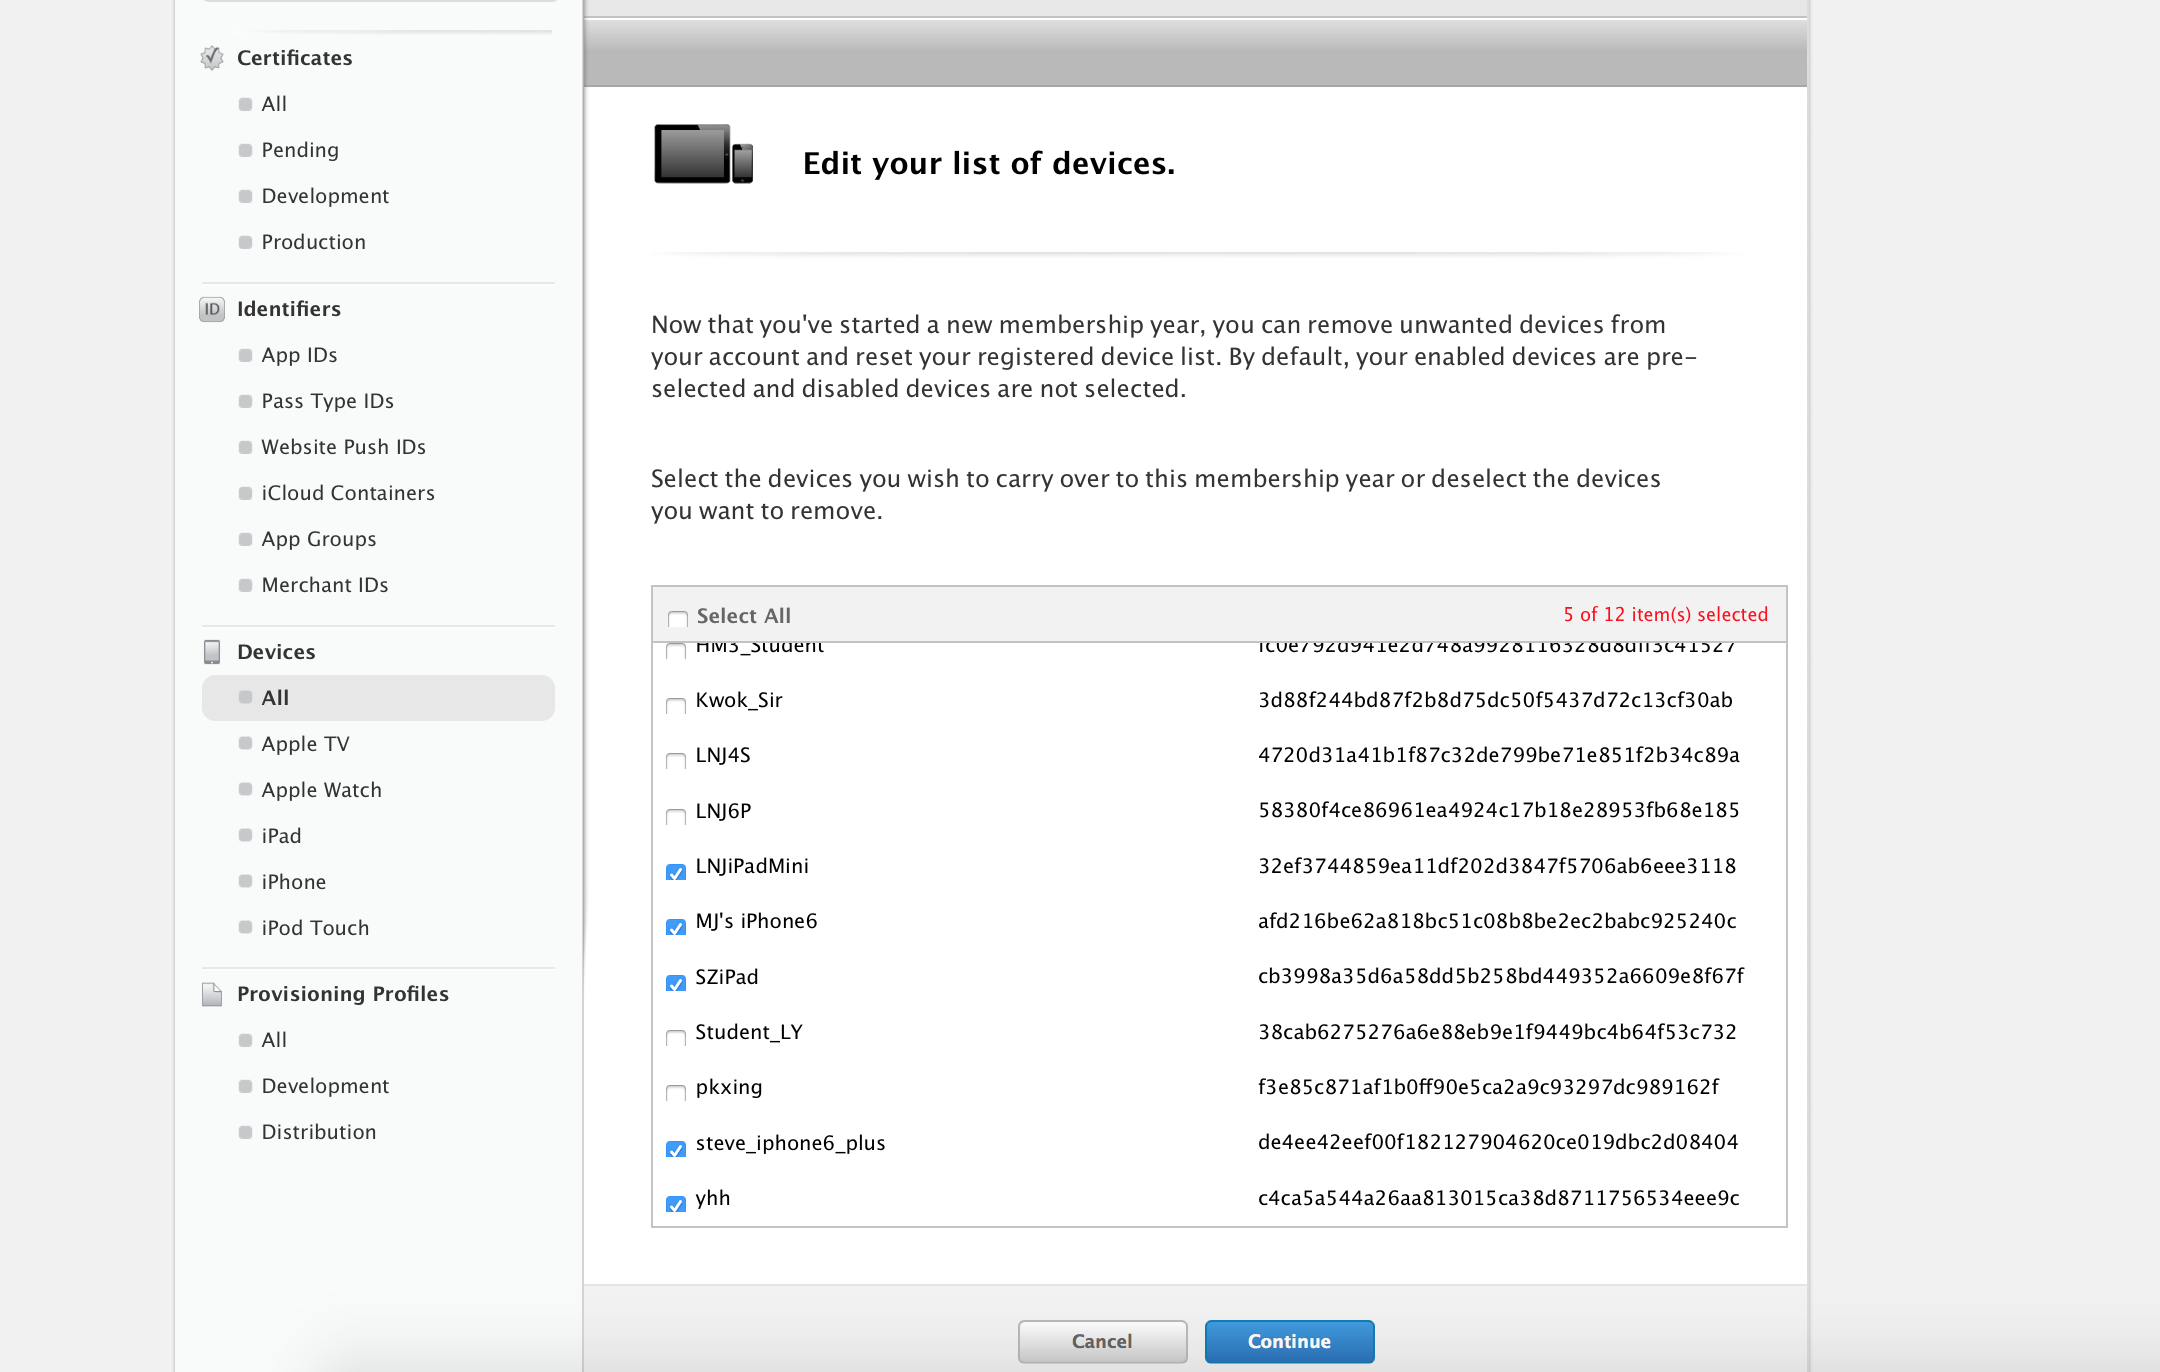 Certificates
All
Pending
Development
Production
ID Identifiers
App IDs
Pass Type IDs
Website Push IDs
iCloud Containers
App Groups
Merchant IDs
Devices
All
Apple TV
Apple Watch
iPad
iPhone
iPod Touch
Provisioning Profiles
All
Development
Distribution
Edit your list of devices.
Now that you've started a new membership year, you can remove unwanted devices from
your account and reset your registered device list. By default, your enabled devices are pre-
selected and disabled devices are not selected.
Select the devices you wish to carry over to this membership year or deselect the devices
you want to remove.
Select All 5 of 12 item(s) selected
HM3_Student fc0e792d941e2d748a9928116328d8dff3c41527
Kwok_Sir 3d88f244bd87f2b8d75dc50f5437d72c13cf30ab
LNJ4S 4720d31a41b1f87c32de799be71e851f2b34c89a
LNJ6P 58380f4ce86961ea4924c17b18e28953fb68e185
LNJiPadMini 32ef3744859ea11df202d3847f5706ab6eee3118
MJ's iPhone6 afd216be62a818bc51c08b8be2ec2babc925240c
SZiPad cb3998a35d6a58dd5b258bd449352a6609e8f67f
Student_LY 38cab6275276a6e88eb9e1f9449bc4b64f53c732
pkxing f3e85c871af1b0ff90e5ca2a9c93297dc989162f
steve_iphone6_plus de4ee42eef00f182127904620ce019dbc2d08404
yhh c4ca5a544a26aa813015ca38d8711756534eee9c
Cancel Continue